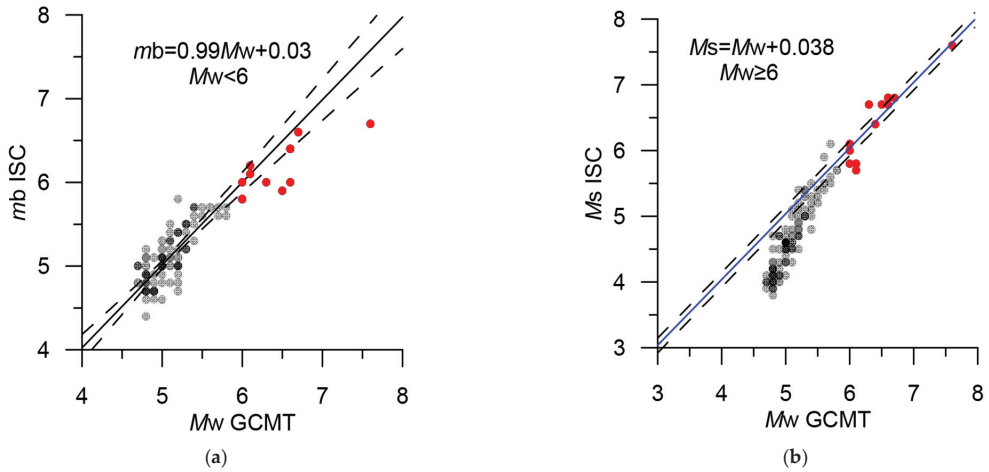 8
7
6
5
4
mb ISC
mb=0.99Mw+0.03
Mw<6
4 5 6 7 8
Mw GCMT
(a)
8
7
6
5
4
3
Ms ISC
Ms=Mw+0.038
Mw≥6
3 4 5 6 7 8
Mw GCMT
(b)